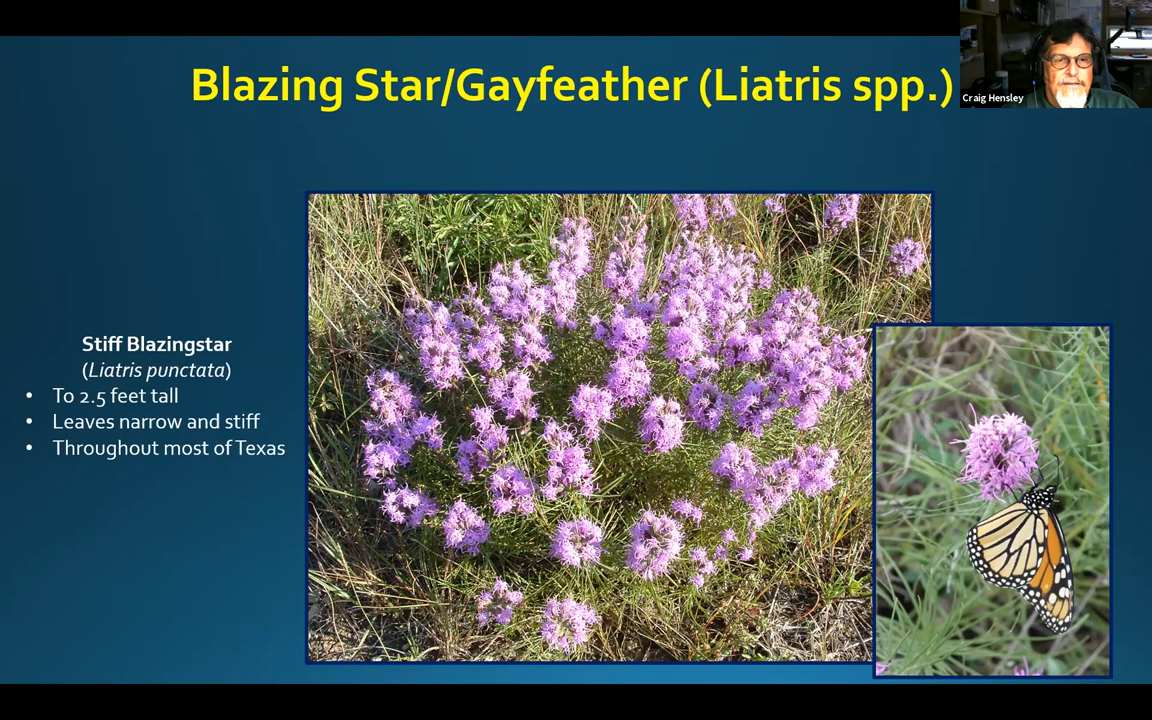 Blazing Star/Gayfeather (Liatris spp.)
Craig Hensley
Stiff Blazingstar
(Liatris punctata)
• To 2.5 feet tall
• Leaves narrow and stiff
• Throughout most of Texas